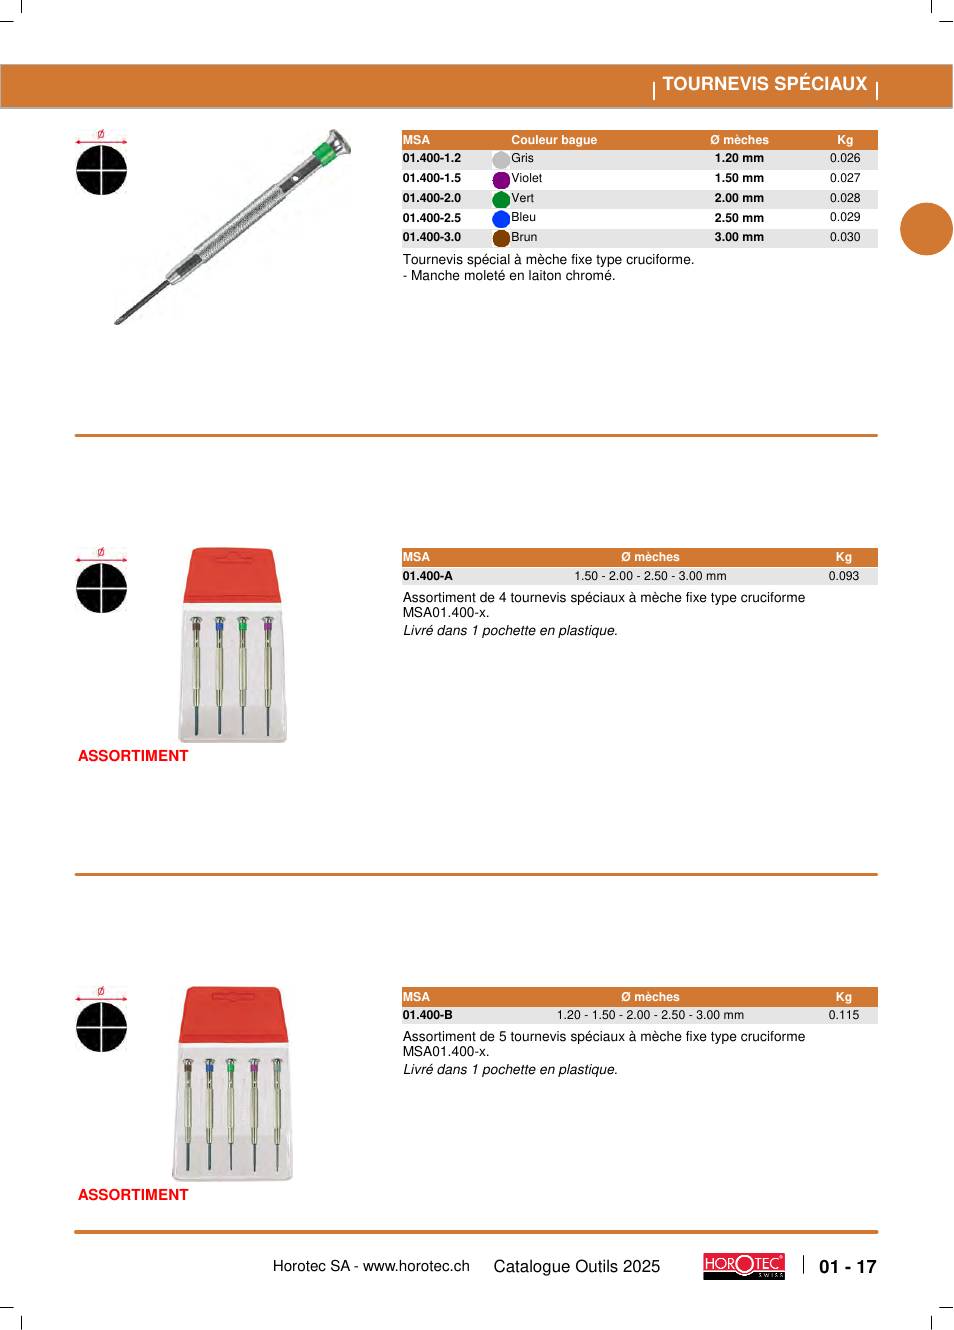 TOURNEVIS SPÉCIAUX
Ø
MSA Couleur bague Ø mèches Kg
01.400-1.2 Gris 1.20 mm 0.026
01.400-1.5 Violet 1.50 mm 0.027
01.400-2.0 Vert 2.00 mm 0.028
01.400-2.5 Bleu 2.50 mm 0.029
01.400-3.0 Brun 3.00 mm 0.030
Tournevis spécial à mèche fixe type cruciforme.
- Manche moleté en laiton chromé.
Ø
MSA Ø mèches Kg
01.400-A 1.50 - 2.00 - 2.50 - 3.00 mm 0.093
Assortiment de 4 tournevis spéciaux à mèche fixe type cruciforme
MSA01.400-x.
Livré dans 1 pochette en plastique.
ASSORTIMENT
Ø
MSA Ø mèches Kg
01.400-B 1.20 - 1.50 - 2.00 - 2.50 - 3.00 mm 0.115
Assortiment de 5 tournevis spéciaux à mèche fixe type cruciforme
MSA01.400-x.
Livré dans 1 pochette en plastique.
ASSORTIMENT
Horotec SA - www.horotec.ch Catalogue Outils 2025 HOROTEC® SWISS 01 - 17